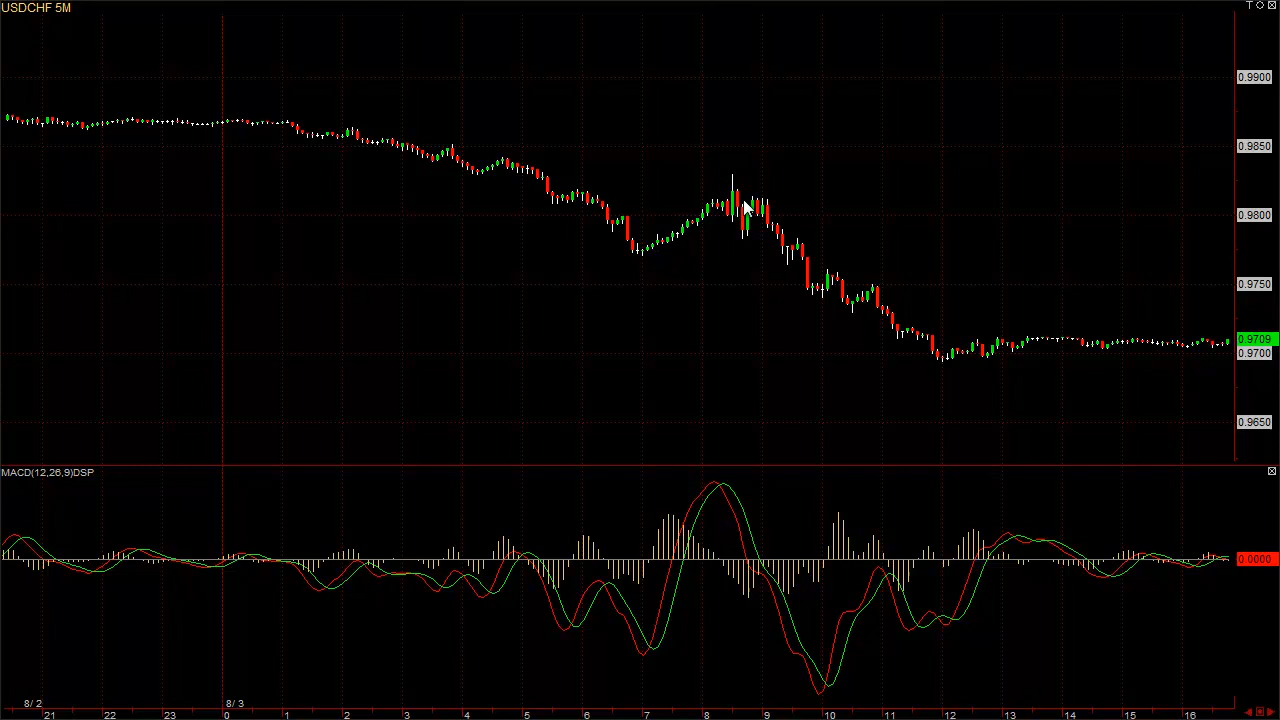 USDCHF 5M
0.9900
0.9850
0.9800
0.9750
0.9709
0.9700
0.9650
MACD(12,26,9)DSP
0.0000
8/ 2 8/ 3
21 22 23 0 1 2 3 4 5 6 7 8 9 10 11 12 13 14 15 16